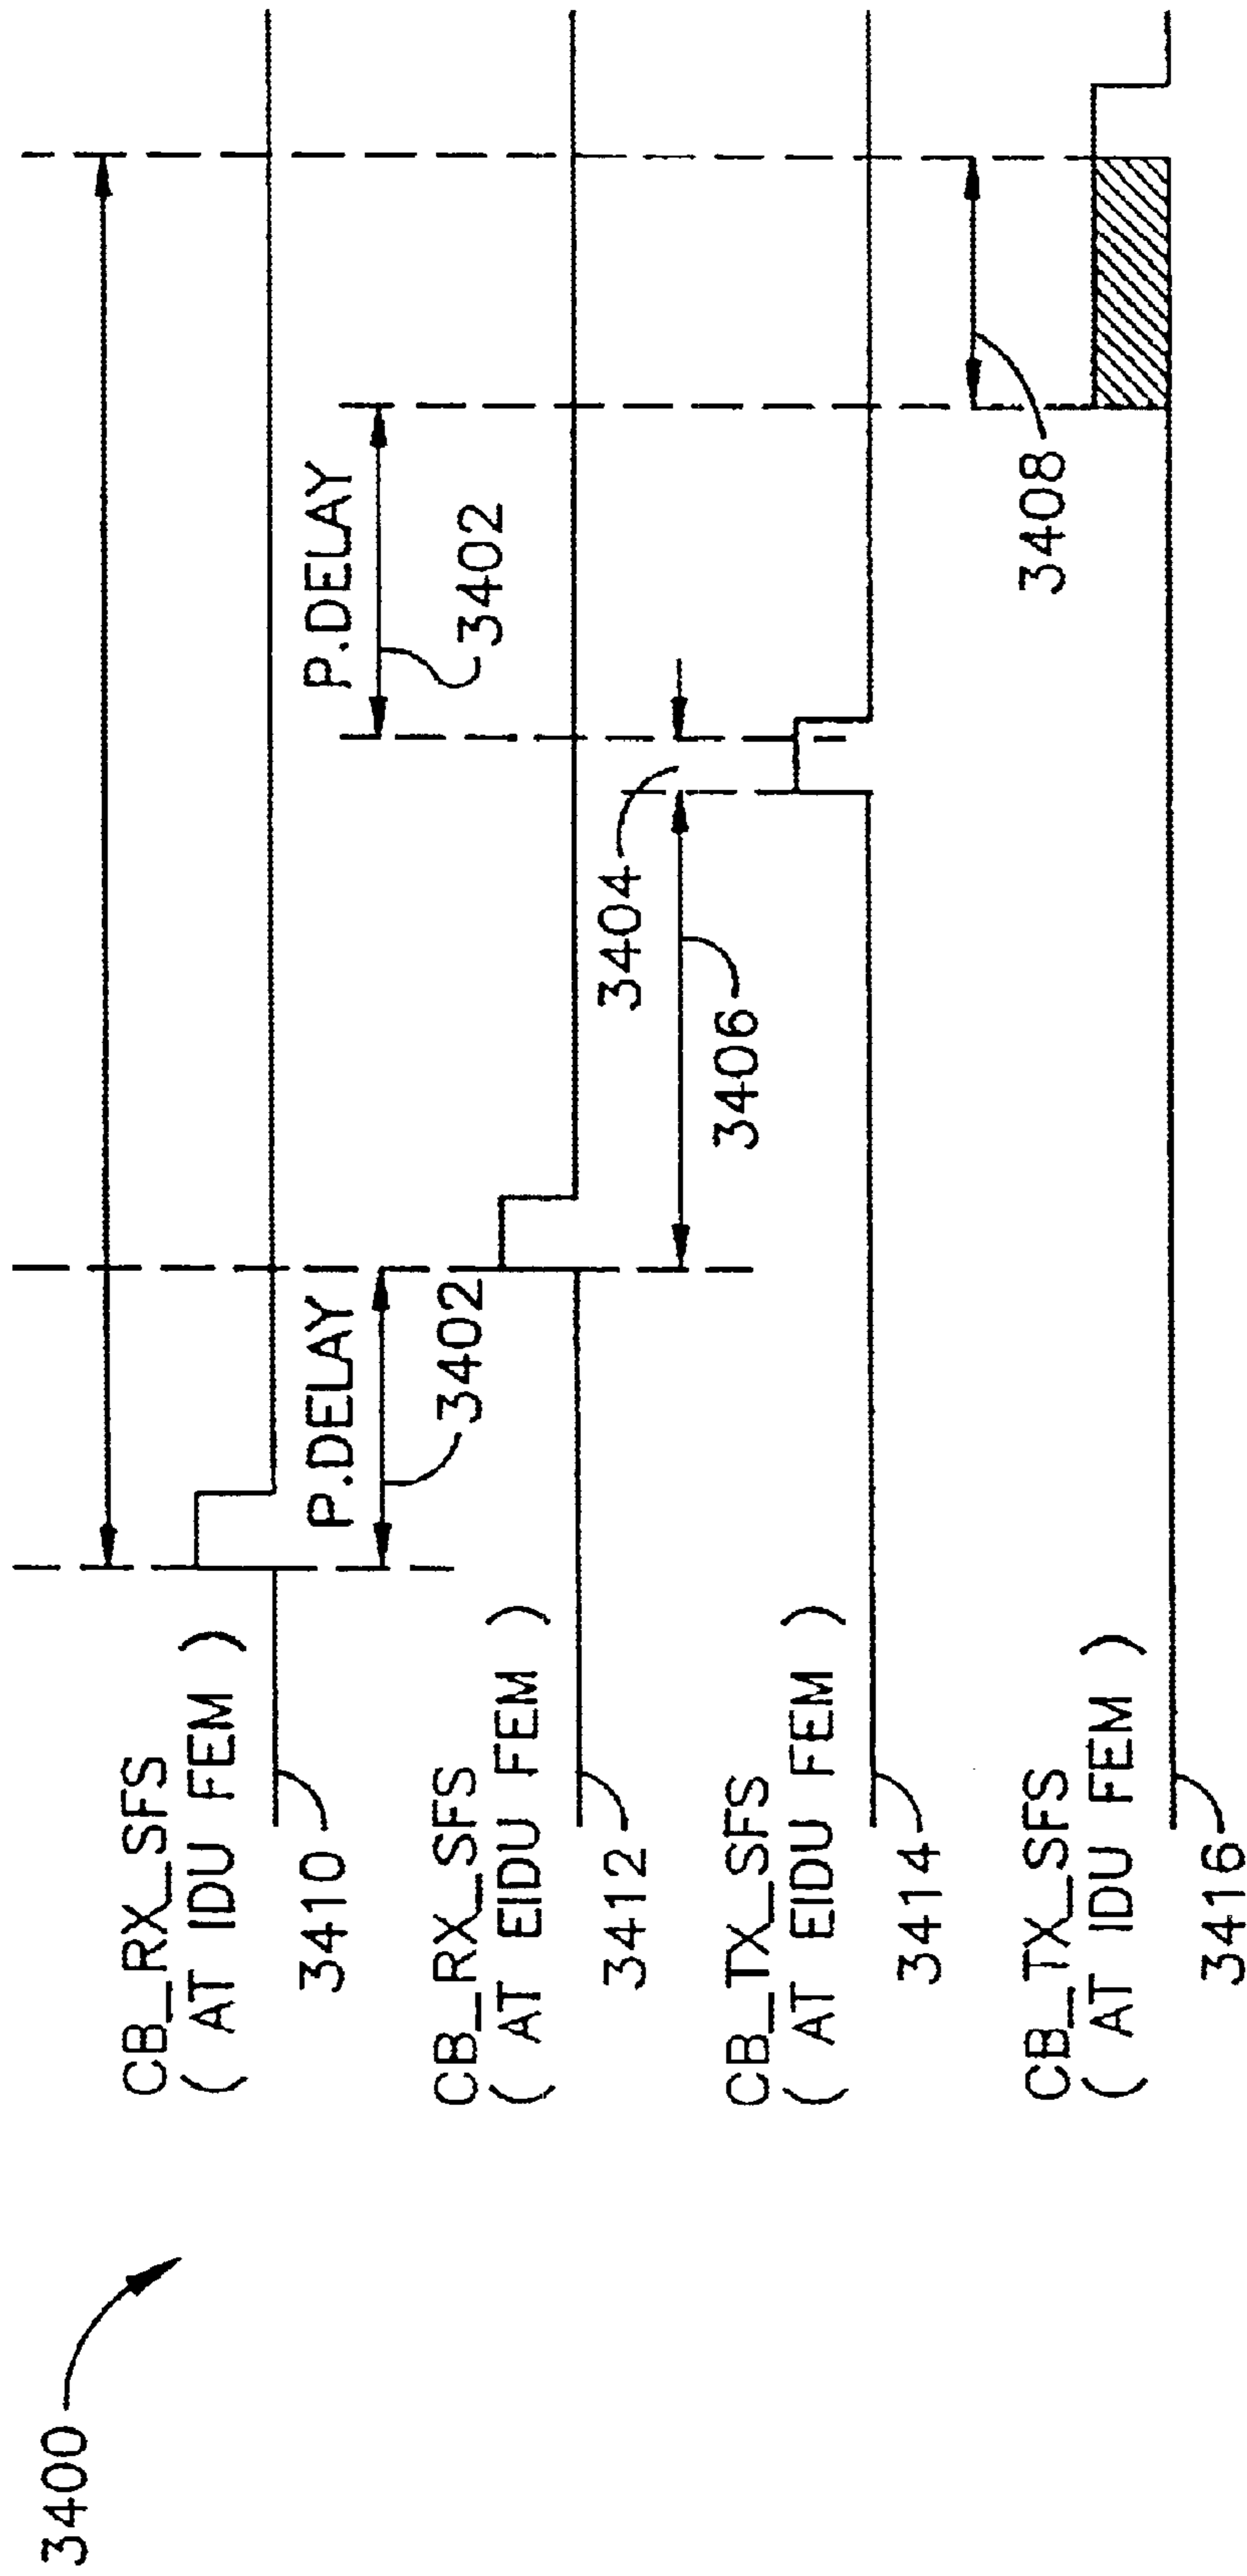 3400
CB_RX_SFS
( AT IDU FEM )
3410
P.DELAY
3402
P.DELAY
3402
CB_RX_SFS
( AT EIDU FEM )
3412
3404
3406
CB_TX_SFS
( AT EIDU FEM )
3414
3408
CB_TX_SFS
( AT IDU FEM )
3416